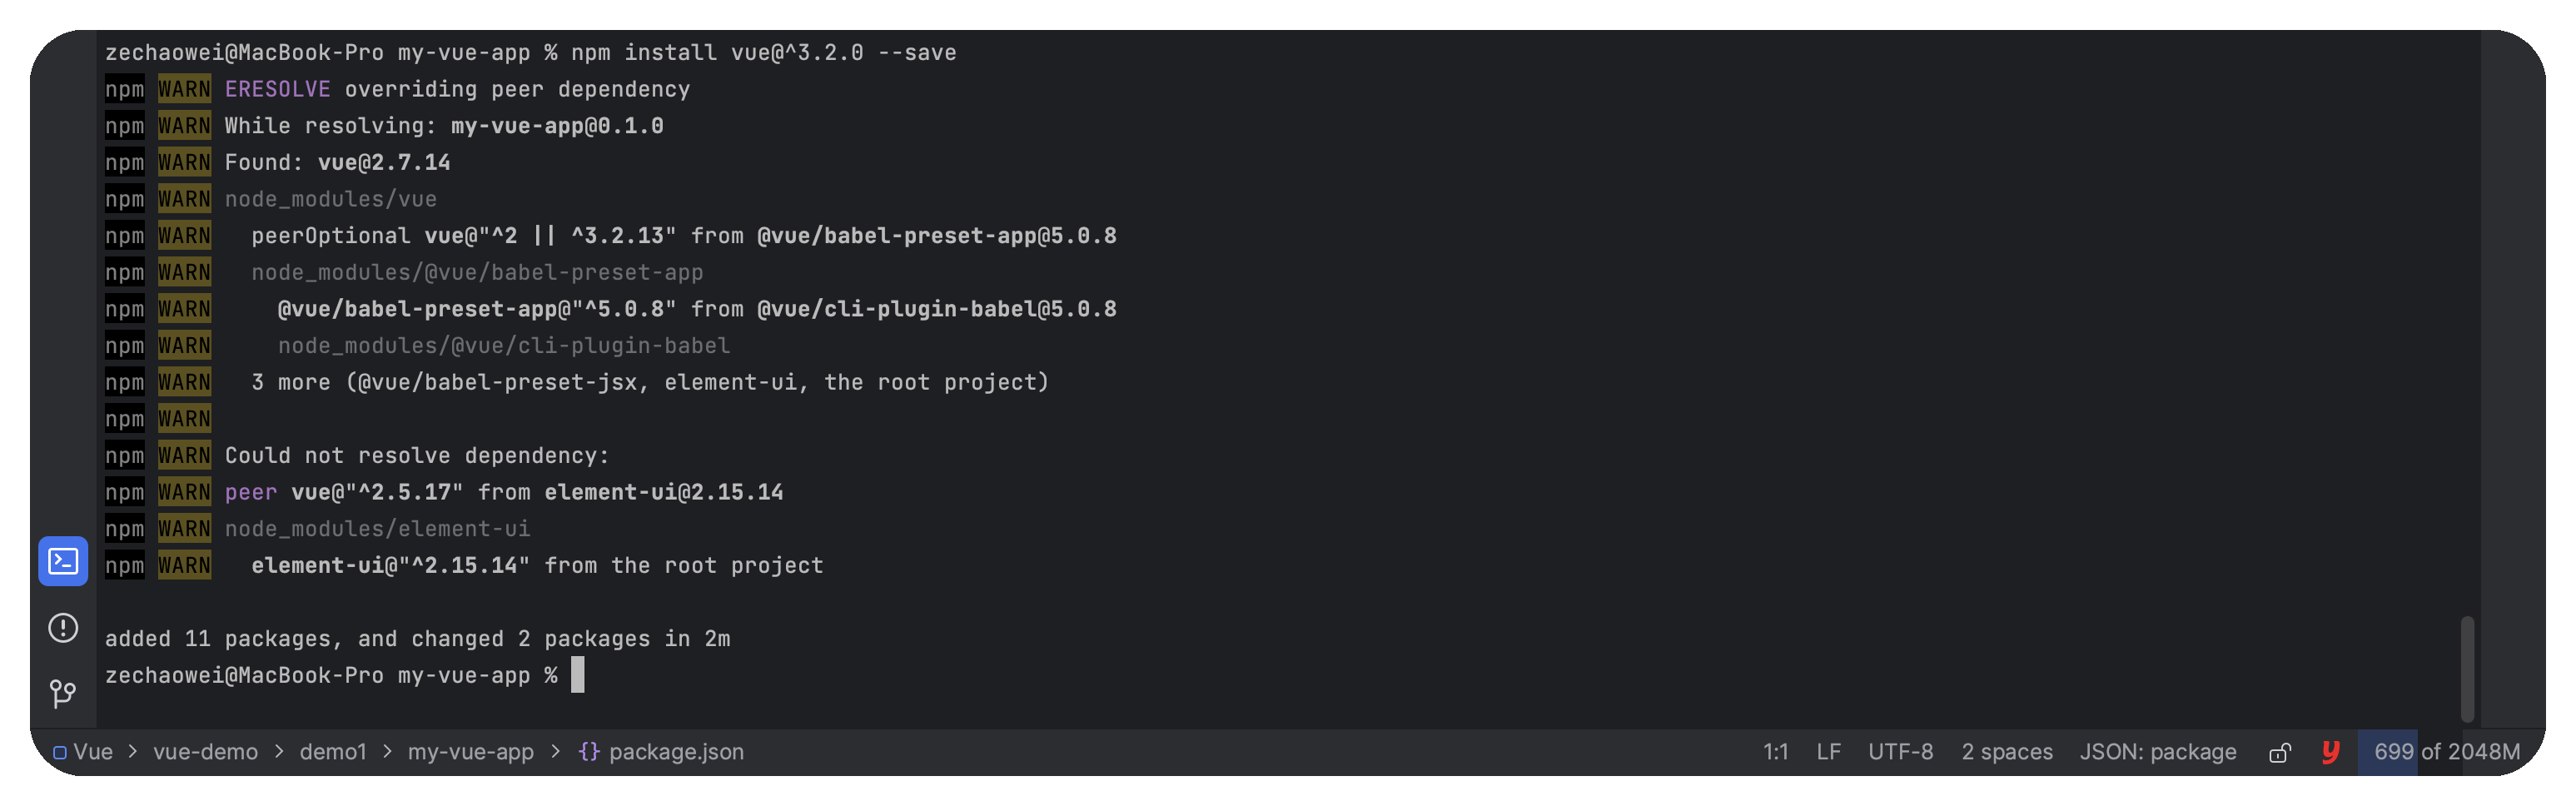 zechaowei@MacBook-Pro my-vue-app % npm install vue@^3.2.0 --save
npm WARN ERESOLVE overriding peer dependency
npm WARN While resolving: my-vue-app@0.1.0
npm WARN Found: vue@2.7.14
npm WARN node_modules/vue
npm WARN   peerOptional vue@"^2 || ^3.2.13" from @vue/babel-preset-app@5.0.8
npm WARN   node_modules/@vue/babel-preset-app
npm WARN     @vue/babel-preset-app@"^5.0.8" from @vue/cli-plugin-babel@5.0.8
npm WARN     node_modules/@vue/cli-plugin-babel
npm WARN   3 more (@vue/babel-preset-jsx, element-ui, the root project)
npm WARN
npm WARN Could not resolve dependency:
npm WARN peer vue@"^2.5.17" from element-ui@2.15.14
npm WARN node_modules/element-ui
npm WARN   element-ui@"^2.15.14" from the root project
added 11 packages, and changed 2 packages in 2m
zechaowei@MacBook-Pro my-vue-app %
Vue > vue-demo > demo1 > my-vue-app > {} package.json 1:1 LF UTF-8 2 spaces JSON: package y 699 of 2048M